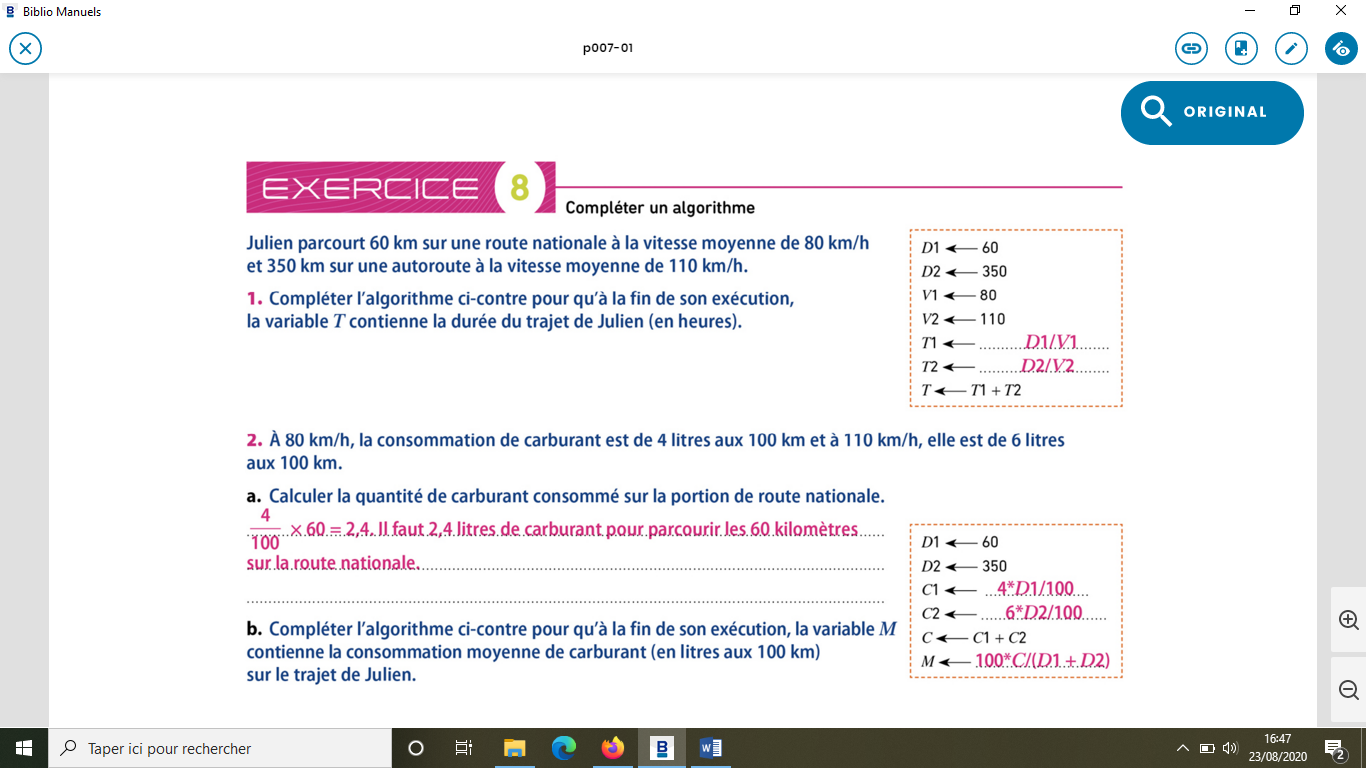 Biblio Manuels
p007-01
ORIGINAL
EXERCICE 8
Compléter un algorithme
Julien parcourt 60 km sur une route nationale à la vitesse moyenne de 80 km/h
et 350 km sur une autoroute à la vitesse moyenne de 110 km/h.
1. Compléter l'algorithme ci-contre pour qu'à la fin de son exécution,
la variable T contienne la durée du trajet de Julien (en heures).
D1 ← 60
D2 ← 350
V1 ← 80
V2 ← 110
T1 ← D1/V1
T2 ← D2/V2
T ← T1 + T2
2. À 80 km/h, la consommation de carburant est de 4 litres aux 100 km et à 110 km/h, elle est de 6 litres
aux 100 km.
a. Calculer la quantité de carburant consommé sur la portion de route nationale.
4/100 × 60 = 2,4. Il faut 2,4 litres de carburant pour parcourir les 60 kilomètres
sur la route nationale.
b. Compléter l'algorithme ci-contre pour qu'à la fin de son exécution, la variable M
contienne la consommation moyenne de carburant (en litres aux 100 km)
sur le trajet de Julien.
D1 ← 60
D2 ← 350
C1 ← 4*D1/100
C2 ← 6*D2/100
C ← C1 + C2
M ← 100*C/(D1 + D2)
Taper ici pour rechercher
16:47
23/08/2020
2